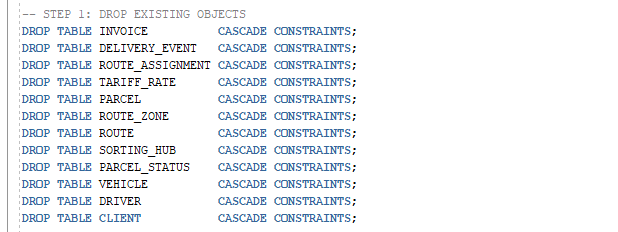 -- STEP 1: DROP EXISTING OBJECTS
DROP TABLE INVOICE          CASCADE CONSTRAINTS;
DROP TABLE DELIVERY_EVENT   CASCADE CONSTRAINTS;
DROP TABLE ROUTE_ASSIGNMENT CASCADE CONSTRAINTS;
DROP TABLE TARIFF_RATE      CASCADE CONSTRAINTS;
DROP TABLE PARCEL           CASCADE CONSTRAINTS;
DROP TABLE ROUTE_ZONE       CASCADE CONSTRAINTS;
DROP TABLE ROUTE            CASCADE CONSTRAINTS;
DROP TABLE SORTING_HUB      CASCADE CONSTRAINTS;
DROP TABLE PARCEL_STATUS    CASCADE CONSTRAINTS;
DROP TABLE VEHICLE          CASCADE CONSTRAINTS;
DROP TABLE DRIVER           CASCADE CONSTRAINTS;
DROP TABLE CLIENT           CASCADE CONSTRAINTS;